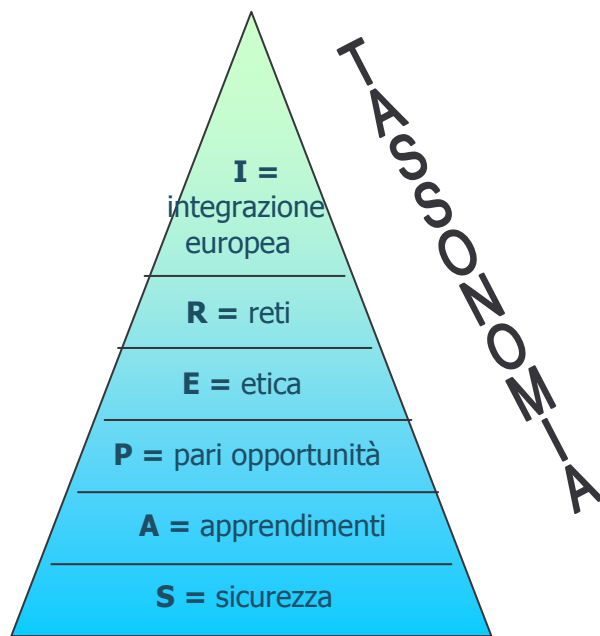 TASSONOMIA
I =
integrazione
europea
R = reti
E = etica
P = pari opportunità
A = apprendimenti
S = sicurezza